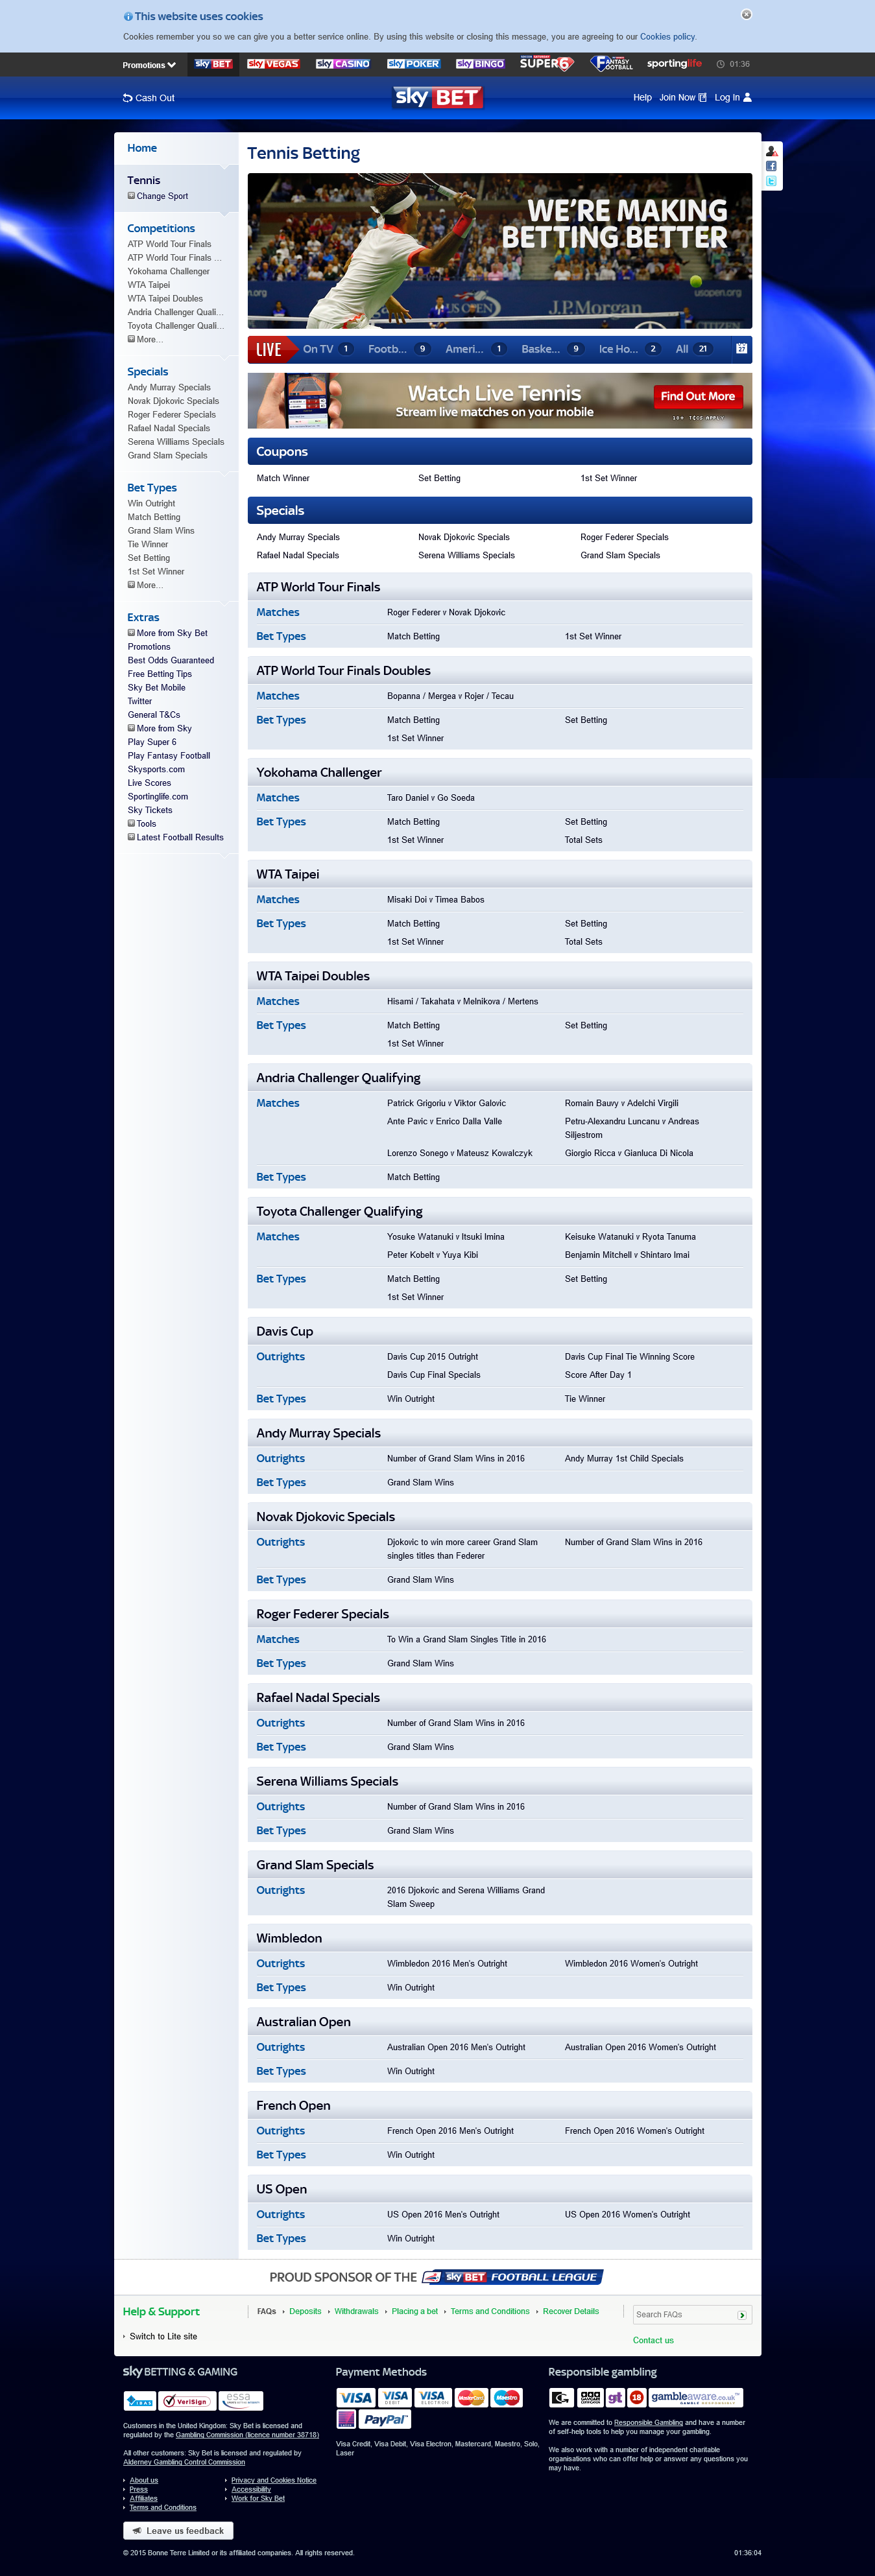 This website uses cookies
Cookies remember you so we can give you a better service online. By using this website or closing this message, you are agreeing to our Cookies policy.
Promotions
sky BET
sky VEGAS
sky CASINO
sky POKER
sky BINGO
SUPER 6
FANTASY FOOTBALL
sportinglife
01:36
Cash Out
sky BET
Help
Join Now
Log In
Home
Tennis
Change Sport
Competitions
ATP World Tour Finals
ATP World Tour Finals ...
Yokohama Challenger
WTA Taipei
WTA Taipei Doubles
Andria Challenger Quali...
Toyota Challenger Quali...
More...
Specials
Andy Murray Specials
Novak Djokovic Specials
Roger Federer Specials
Rafael Nadal Specials
Serena Williams Specials
Grand Slam Specials
Bet Types
Win Outright
Match Betting
Grand Slam Wins
Tie Winner
Set Betting
1st Set Winner
More...
Extras
More from Sky Bet
Promotions
Best Odds Guaranteed
Free Betting Tips
Sky Bet Mobile
Twitter
General T&Cs
More from Sky
Play Super 6
Play Fantasy Football
Skysports.com
Live Scores
Sportinglife.com
Sky Tickets
Tools
Latest Football Results
Tennis Betting
WE'RE MAKING
BETTING BETTER
US OPEN
J.P.Morgan
usopen.org
CITIZEN
LIVE
On TV 1
Footb... 9
Ameri... 1
Baske... 9
Ice Ho... 2
All 21
Watch Live Tennis
Stream live matches on your mobile
Find Out More
18+ T&CS APPLY
Coupons
Match Winner
Set Betting
1st Set Winner
Specials
Andy Murray Specials
Novak Djokovic Specials
Roger Federer Specials
Rafael Nadal Specials
Serena Williams Specials
Grand Slam Specials
ATP World Tour Finals
Matches
Roger Federer v Novak Djokovic
Bet Types
Match Betting
1st Set Winner
ATP World Tour Finals Doubles
Matches
Bopanna / Mergea v Rojer / Tecau
Bet Types
Match Betting
Set Betting
1st Set Winner
Yokohama Challenger
Matches
Taro Daniel v Go Soeda
Bet Types
Match Betting
Set Betting
1st Set Winner
Total Sets
WTA Taipei
Matches
Misaki Doi v Timea Babos
Bet Types
Match Betting
Set Betting
1st Set Winner
Total Sets
WTA Taipei Doubles
Matches
Hisami / Takahata v Melnikova / Mertens
Bet Types
Match Betting
Set Betting
1st Set Winner
Andria Challenger Qualifying
Matches
Patrick Grigoriu v Viktor Galovic
Romain Bauvy v Adelchi Virgili
Ante Pavic v Enrico Dalla Valle
Petru-Alexandru Luncanu v Andreas
Siljestrom
Lorenzo Sonego v Mateusz Kowalczyk
Giorgio Ricca v Gianluca Di Nicola
Bet Types
Match Betting
Toyota Challenger Qualifying
Matches
Yosuke Watanuki v Itsuki Imina
Keisuke Watanuki v Ryota Tanuma
Peter Kobelt v Yuya Kibi
Benjamin Mitchell v Shintaro Imai
Bet Types
Match Betting
Set Betting
1st Set Winner
Davis Cup
Outrights
Davis Cup 2015 Outright
Davis Cup Final Tie Winning Score
Davis Cup Final Specials
Score After Day 1
Bet Types
Win Outright
Tie Winner
Andy Murray Specials
Outrights
Number of Grand Slam Wins in 2016
Andy Murray 1st Child Specials
Bet Types
Grand Slam Wins
Novak Djokovic Specials
Outrights
Djokovic to win more career Grand Slam
singles titles than Federer
Number of Grand Slam Wins in 2016
Bet Types
Grand Slam Wins
Roger Federer Specials
Matches
To Win a Grand Slam Singles Title in 2016
Bet Types
Grand Slam Wins
Rafael Nadal Specials
Outrights
Number of Grand Slam Wins in 2016
Bet Types
Grand Slam Wins
Serena Williams Specials
Outrights
Number of Grand Slam Wins in 2016
Bet Types
Grand Slam Wins
Grand Slam Specials
Outrights
2016 Djokovic and Serena Williams Grand
Slam Sweep
Wimbledon
Outrights
Wimbledon 2016 Men's Outright
Wimbledon 2016 Women's Outright
Bet Types
Win Outright
Australian Open
Outrights
Australian Open 2016 Men's Outright
Australian Open 2016 Women's Outright
Bet Types
Win Outright
French Open
Outrights
French Open 2016 Men's Outright
French Open 2016 Women's Outright
Bet Types
Win Outright
US Open
Outrights
US Open 2016 Men's Outright
US Open 2016 Women's Outright
Bet Types
Win Outright
PROUD SPONSOR OF THE sky BET FOOTBALL LEAGUE
Help & Support
FAQs
Deposits
Withdrawals
Placing a bet
Terms and Conditions
Recover Details
Search FAQs
Switch to Lite site
Contact us
sky BETTING & GAMING
IBAS
VeriSign
essa
Customers in the United Kingdom: Sky Bet is licensed and
regulated by the Gambling Commission (licence number 38718)
All other customers: Sky Bet is licensed and regulated by
Alderney Gambling Control Commission
About us
Press
Affiliates
Terms and Conditions
Privacy and Cookies Notice
Accessibility
Work for Sky Bet
Leave us feedback
Payment Methods
VISA
VISA DEBIT
VISA Electron
MasterCard
Maestro
PayPal
Visa Credit, Visa Debit, Visa Electron, Mastercard, Maestro, Solo,
Laser
Responsible gambling
G
gt
18
gambleaware.co.uk
We are committed to Responsible Gambling and have a number
of self-help tools to help you manage your gambling.
We also work with a number of independent charitable
organisations who can offer help or answer any questions you
may have.
© 2015 Bonne Terre Limited or its affiliated companies. All rights reserved.
01:36:04